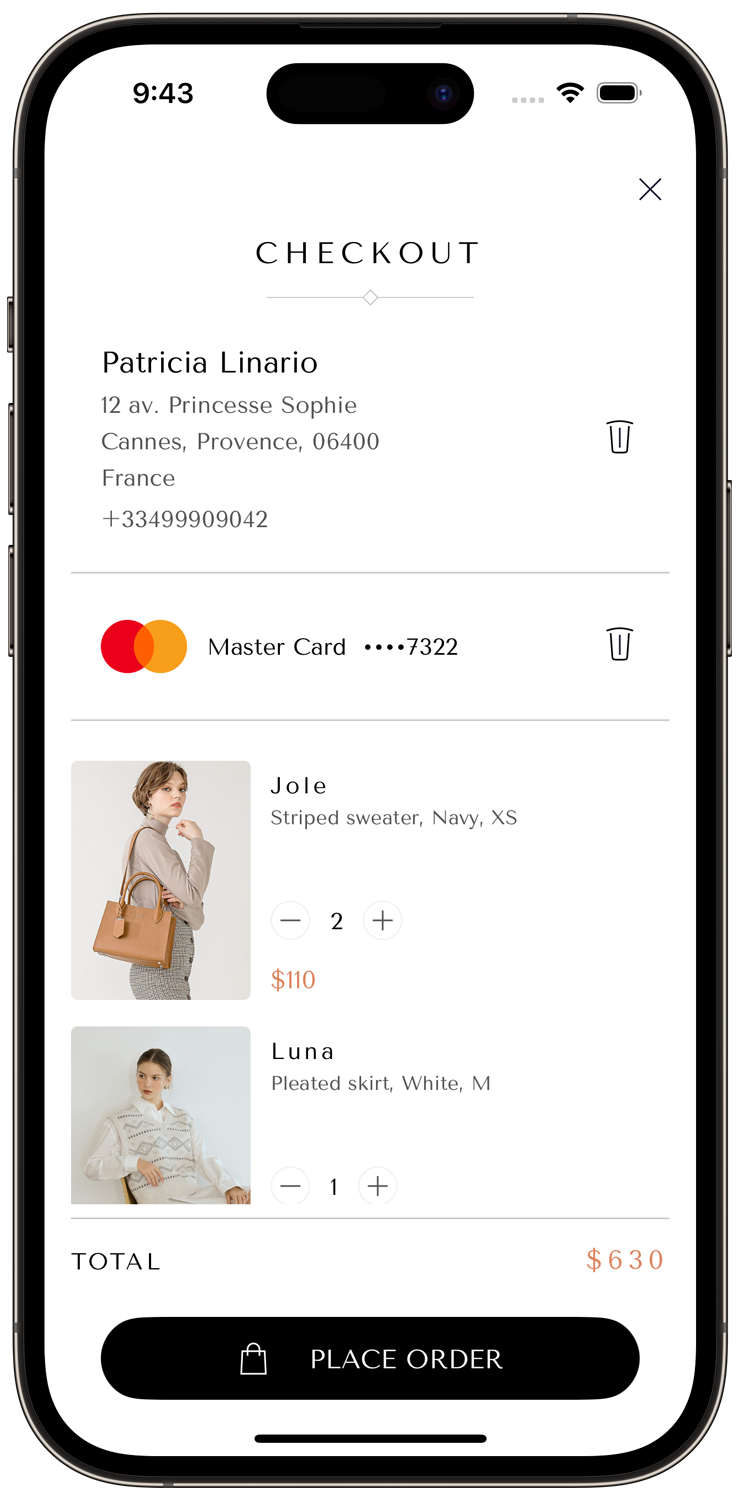 9:43
CHECKOUT
Patricia Linario
12 av. Princesse Sophie
Cannes, Provence, 06400
France
+33499909042
Master Card ••••7322
Jole
Striped sweater, Navy, XS
2
$110
Luna
Pleated skirt, White, M
1
TOTAL $630
PLACE ORDER